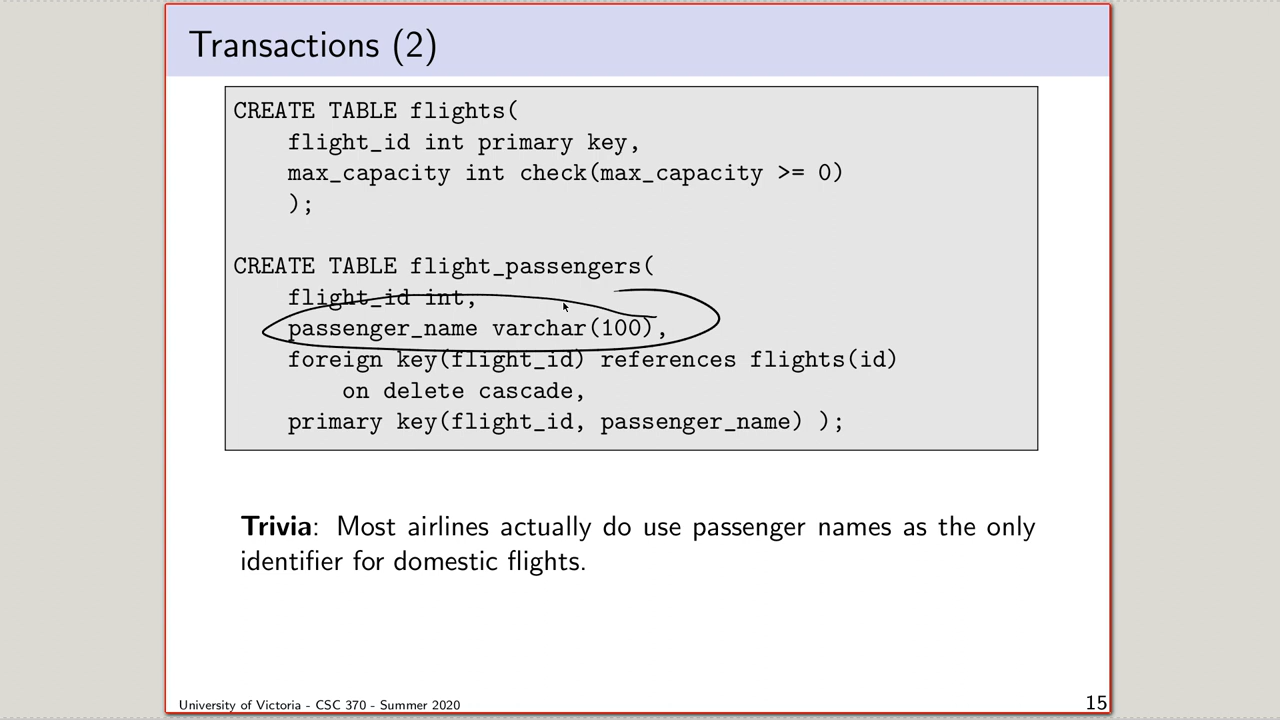 Transactions (2)
CREATE TABLE flights(
    flight_id int primary key,
    max_capacity int check(max_capacity >= 0)
    );
CREATE TABLE flight_passengers(
    flight_id int,
    passenger_name varchar(100),
    foreign key(flight_id) references flights(id)
        on delete cascade,
    primary key(flight_id, passenger_name) );
Trivia: Most airlines actually do use passenger names as the only
identifier for domestic flights.
University of Victoria - CSC 370 - Summer 2020
15